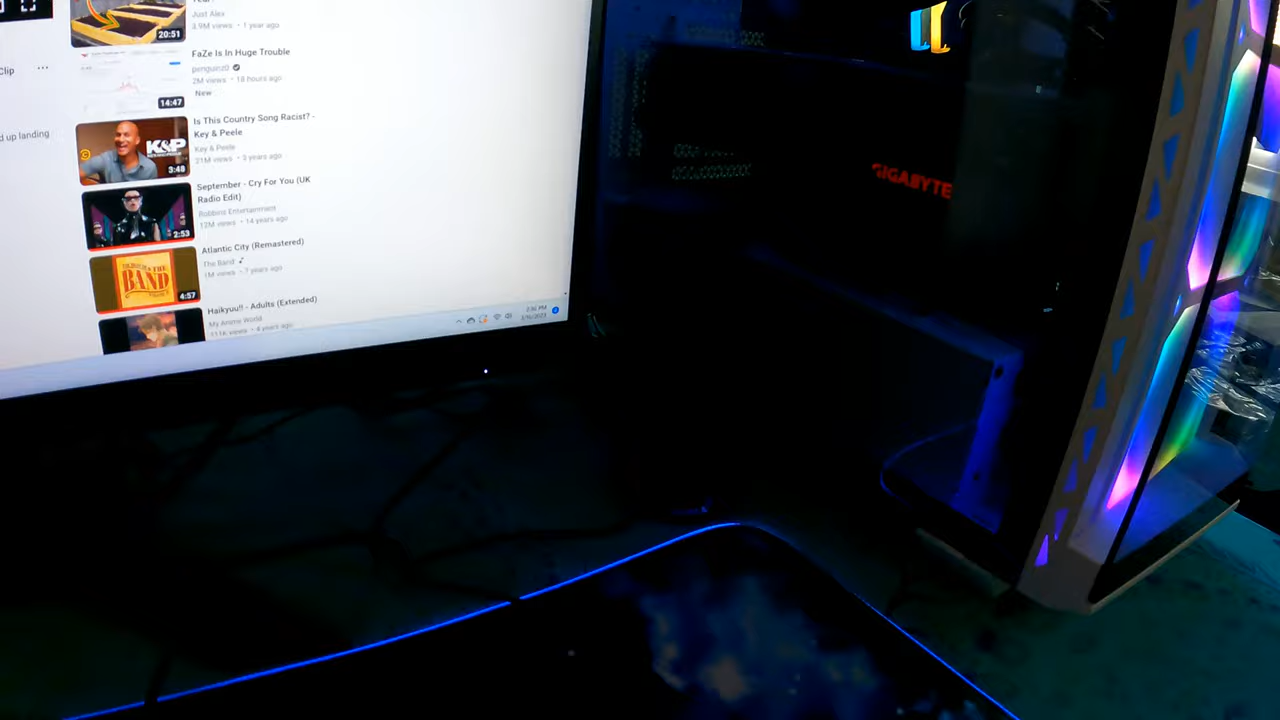 Just Alex
3.9M views • 1 year ago
20:51
Clip
...
FaZe Is In Huge Trouble
penguinz0
2M views • 18 hours ago
New
14:47
d up landing
Is This Country Song Racist? -
Key & Peele
Key & Peele
21M views • 3 years ago
K&P
3:48
September - Cry For You (UK
Radio Edit)
Robbins Entertainment
12M views • 14 years ago
2:53
Atlantic City (Remastered)
The Band
1M views • 7 years ago
BAND
4:57
Haikyuu!! - Adults (Extended)
My Anime World
4 years ago
GIGABYTE